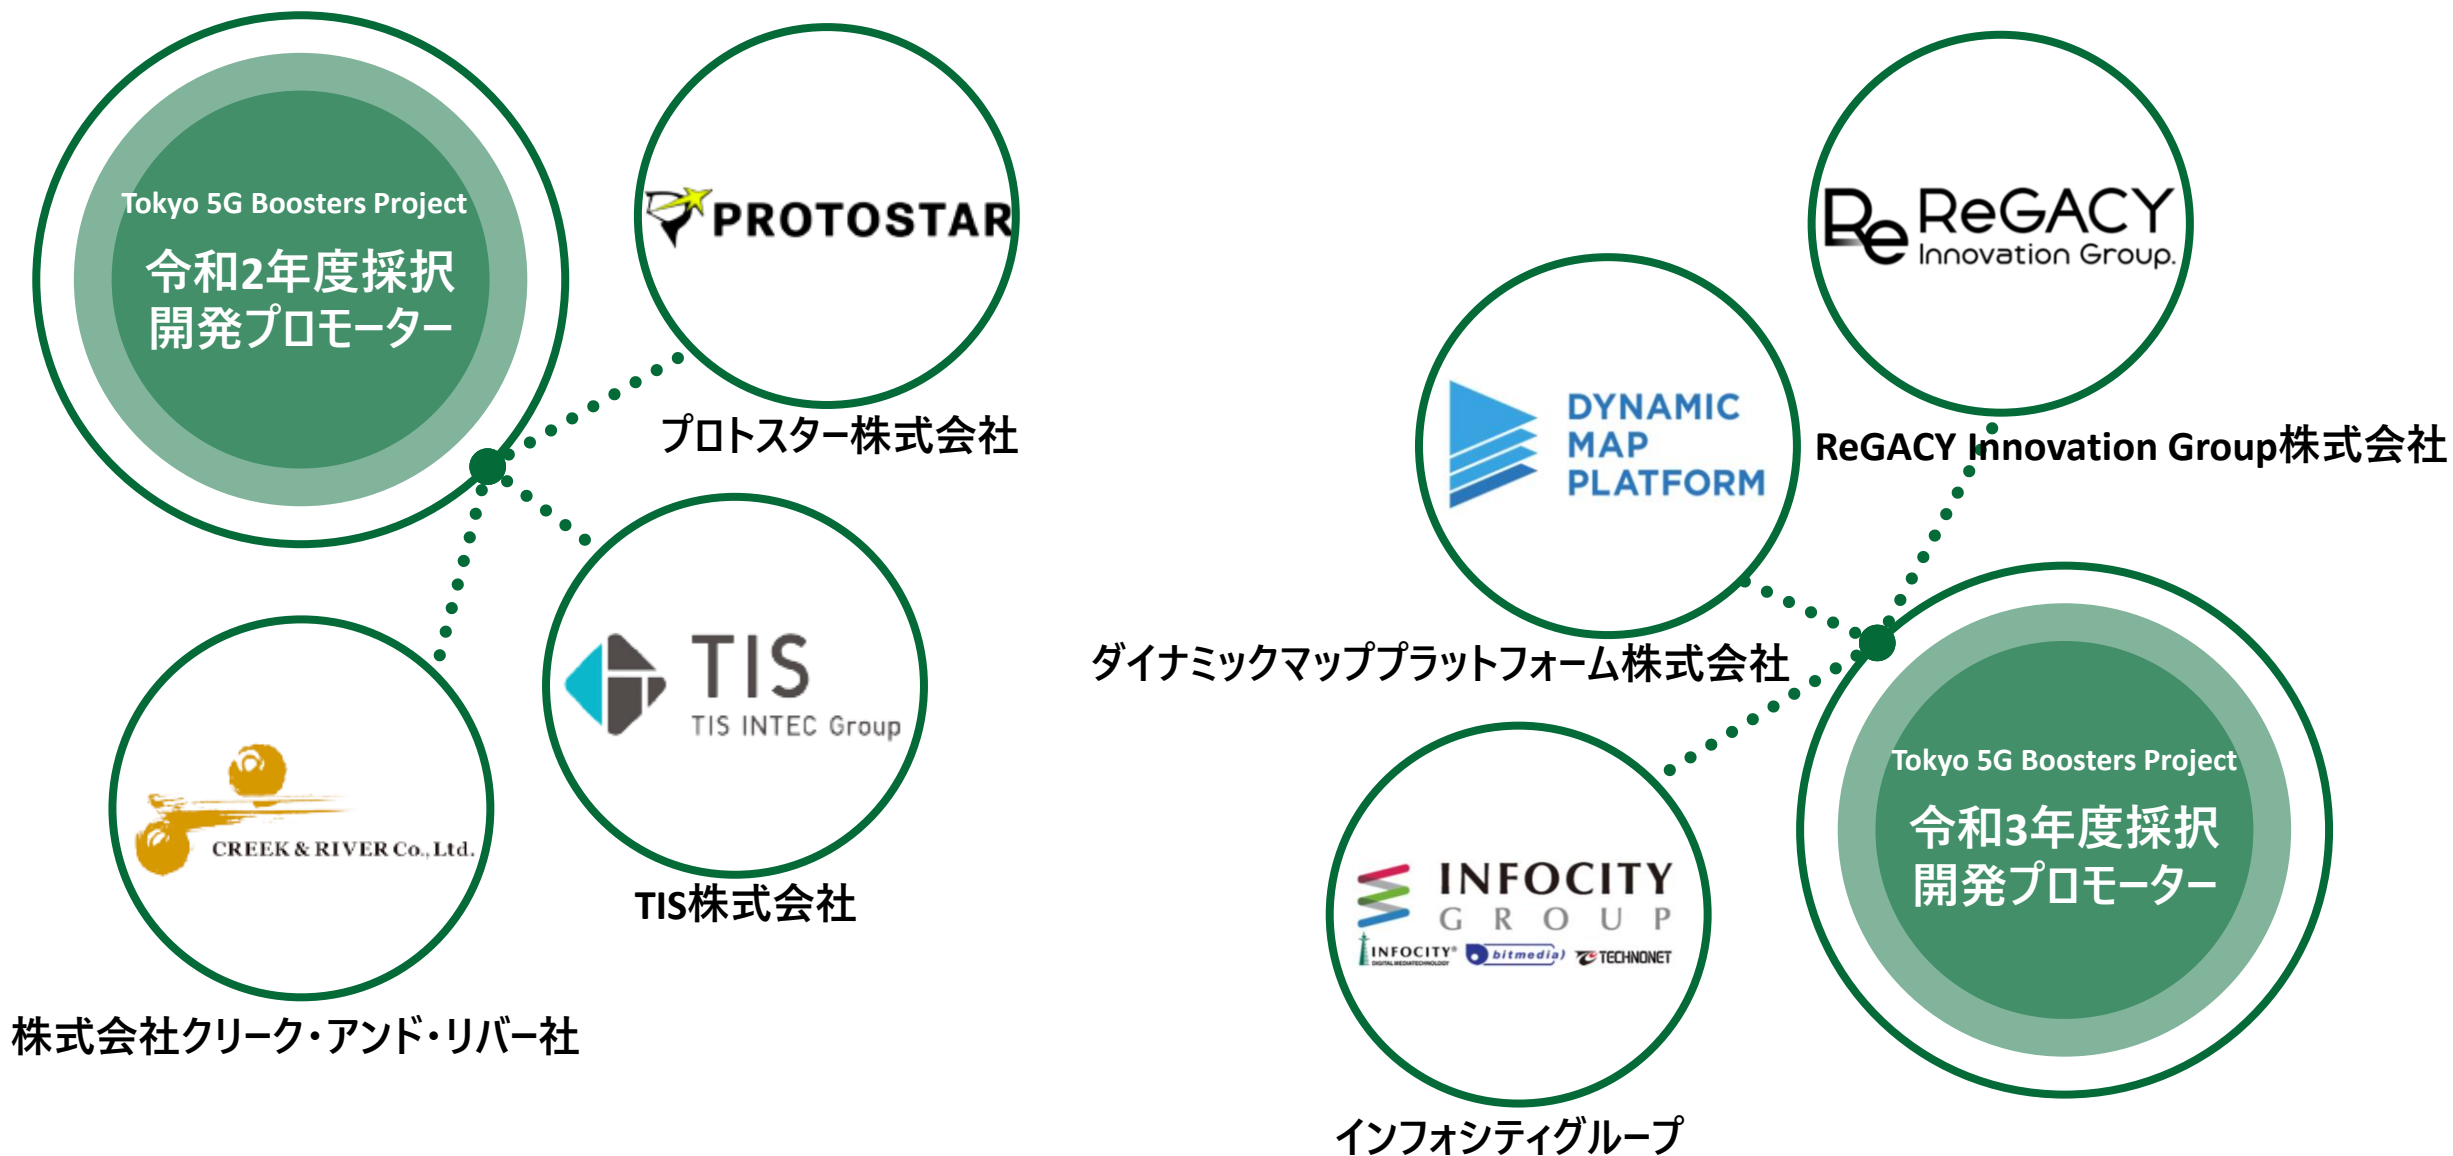 Tokyo 5G Boosters Project
令和2年度採択
開発プロモーター
PROTOSTAR
プロトスター株式会社
TIS
TIS INTEC Group
TIS株式会社
CREEK & RIVER Co., Ltd.
株式会社クリーク・アンド・リバー社
ReGACY
Innovation Group.
ReGACY Innovation Group株式会社
DYNAMIC
MAP
PLATFORM
ダイナミックマッププラットフォーム株式会社
Tokyo 5G Boosters Project
令和3年度採択
開発プロモーター
INFOCITY
GROUP
INFOCITY® bitmedia TECHNONET
DIGITAL MEDIA TECHNOLOGY
インフォシティグループ